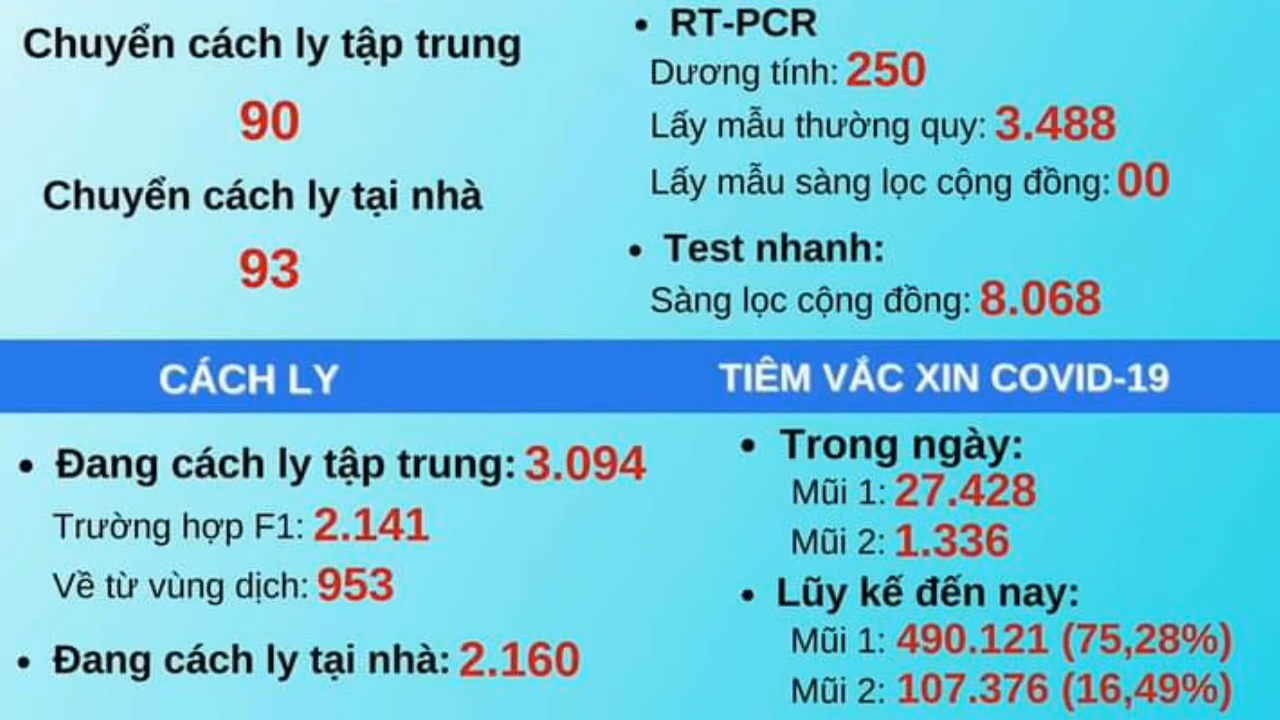 Chuyển cách ly tập trung
90
Chuyển cách ly tại nhà
93
• RT-PCR
Dương tính: 250
Lấy mẫu thường quy: 3.488
Lấy mẫu sàng lọc cộng đồng: 00
• Test nhanh:
Sàng lọc cộng đồng: 8.068
CÁCH LY
• Đang cách ly tập trung: 3.094
Trường hợp F1: 2.141
Về từ vùng dịch: 953
• Đang cách ly tại nhà: 2.160
TIÊM VẮC XIN COVID-19
• Trong ngày:
Mũi 1: 27.428
Mũi 2: 1.336
• Lũy kế đến nay:
Mũi 1: 490.121 (75,28%)
Mũi 2: 107.376 (16,49%)